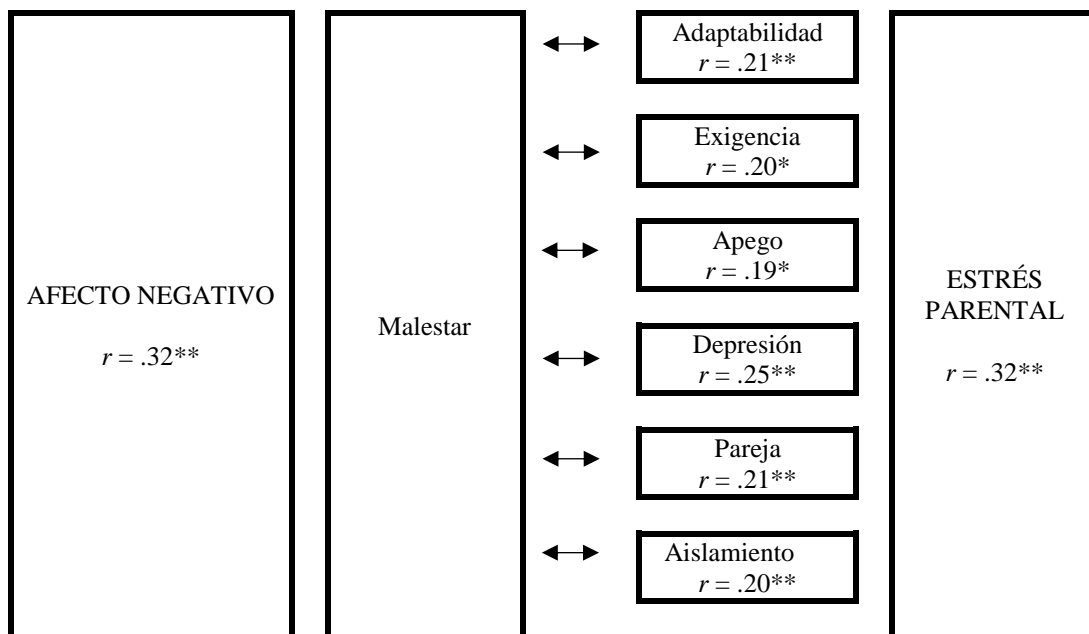 AFECTO NEGATIVO
r = .32**
Malestar
Adaptabilidad
r = .21**
Exigencia
r = .20*
Apego
r = .19*
Depresión
r = .25**
Pareja
r = .21**
Aislamiento
r = .20**
ESTRÉS
PARENTAL
r = .32**